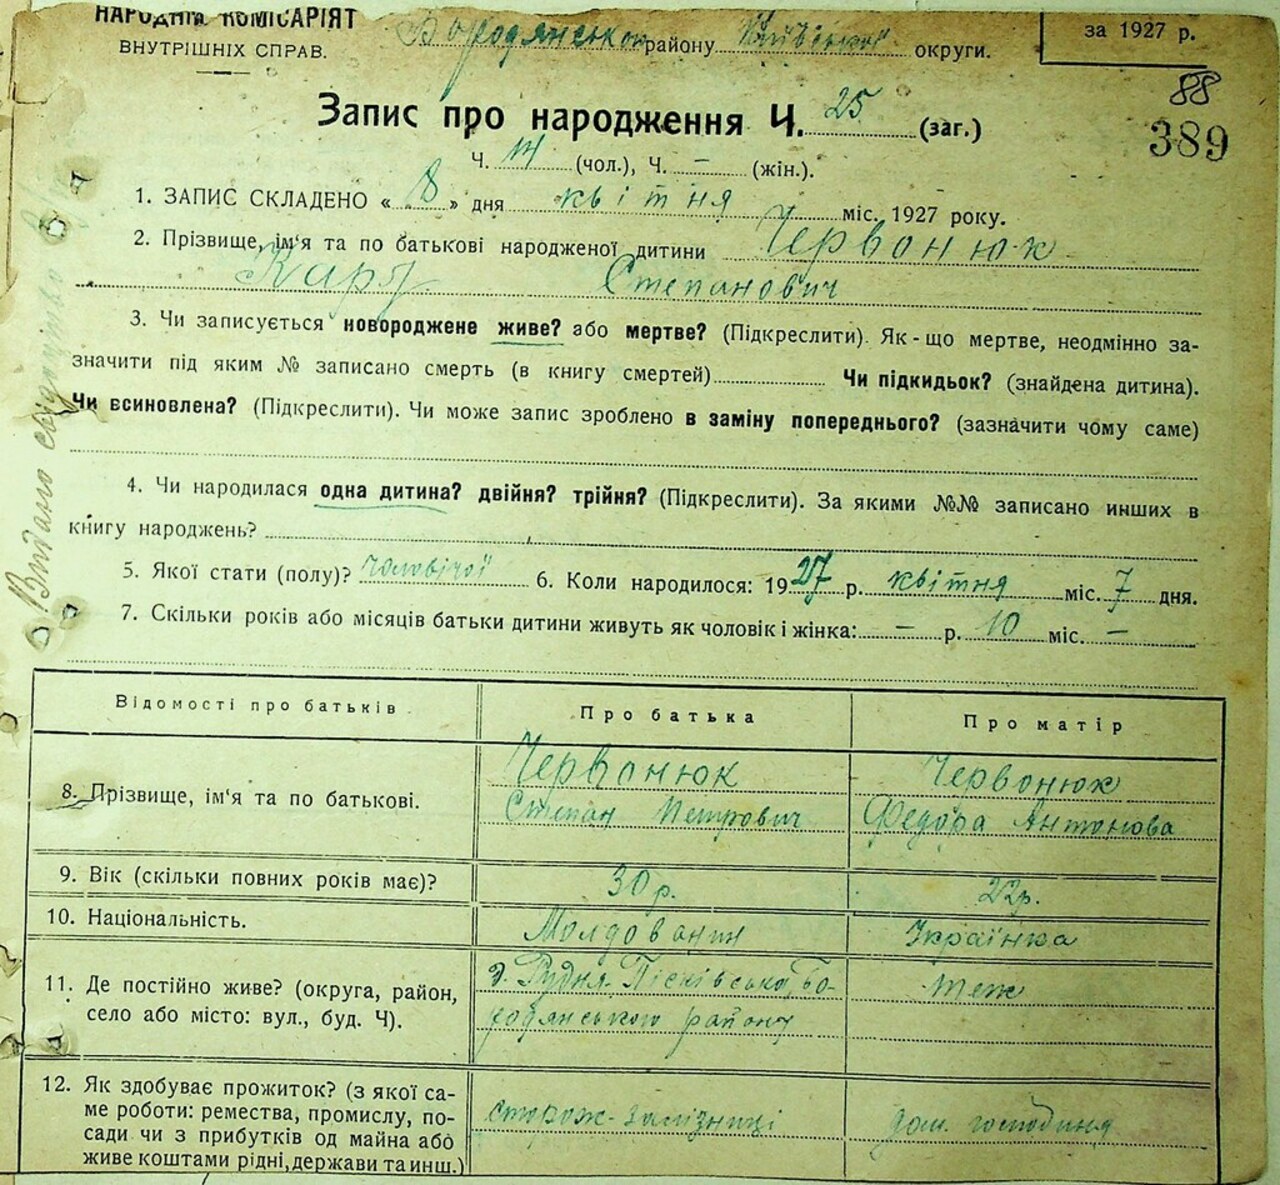 НАРОДНІЙ КОМІСАРІЯТ
ВНУТРІШНІХ СПРАВ.
Бородянського району Київської округи.
за 1927 р.
88
389
Запис про народження Ч. 25 (заг.)
Ч. 14 (чол.), Ч. — (жін.).
1. ЗАПИС СКЛАДЕНО « 8 » дня квітня міс. 1927 року.
2. Прізвище, ім'я та по батькові народженої дитини Червонюк
Карл Степанович
3. Чи записується новороджене живе? або мертве? (Підкреслити). Як-що мертве, неодмінно за-
значити під яким № записано смерть (в книгу смертей) Чи підкидьок? (знайдена дитина).
Чи всиновлена? (Підкреслити). Чи може запис зроблено в заміну попереднього? (зазначити чому саме)
4. Чи народилася одна дитина? двійня? трійня? (Підкреслити). За якими №№ записано инших в
книгу народжень?
5. Якої стати (полу)? чоловічої 6. Коли народилося: 1927 р. квітня міс. 7 дня.
7. Скільки років або місяців батьки дитини живуть як чоловік і жінка: — р. 10 міс. —
Відомості про батьків Про батька Про матір
8. Прізвище, ім'я та по батькові.
Червонюк
Степан Петрович
Червонюк
Федора Антонова
9. Вік (скільки повних років має)? 30 р. 22 р.
10. Національність. Молдованин Українка
11. Де постійно живе? (округа, район,
село або місто: вул., буд. Ч).
Рудня-Пісківська, Бо-
родянського району
теж
12. Як здобуває прожиток? (з якої са-
ме роботи: ремества, промислу, по-
сади чи з прибутків од майна або
живе коштами рідні, держави та инш.)
сторож-залізниці
дом. господиня
Видано свідоцтво